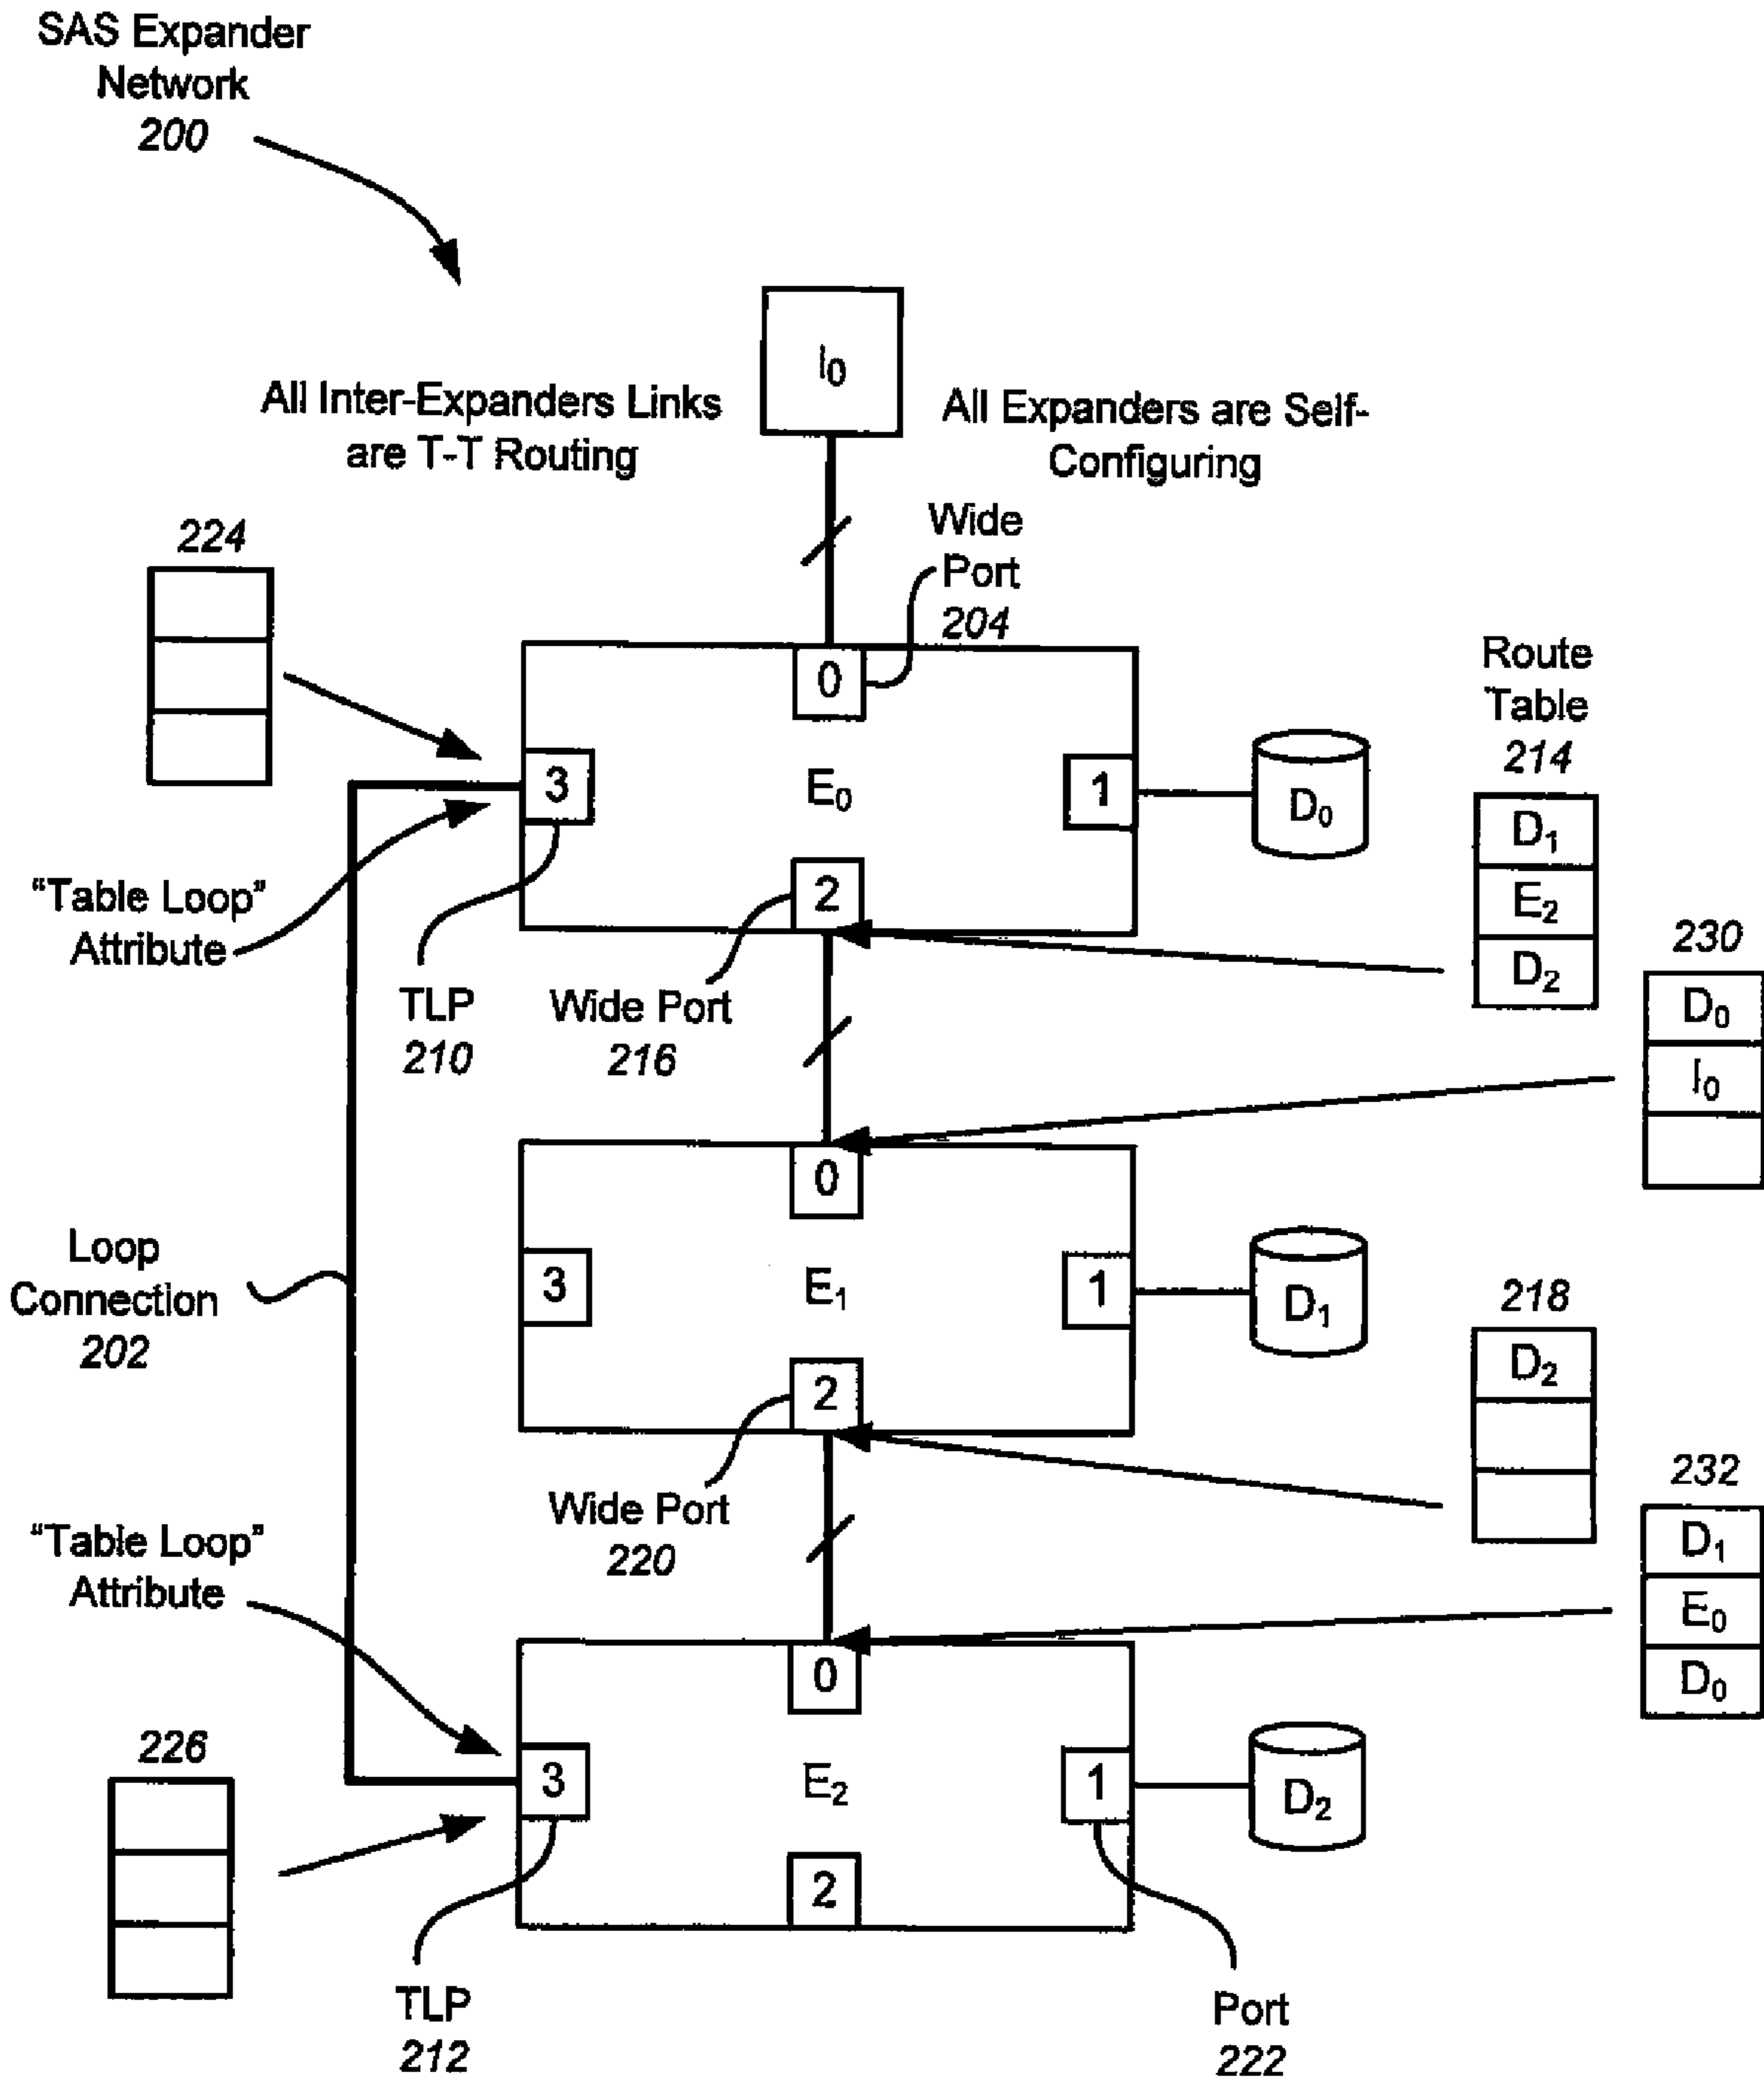 SAS Expander
Network
200
I0
All Inter-Expanders Links
are T-T Routing
All Expanders are Self-
Configuring
Wide
Port
204
224
0
Route
Table
214
3
E0
1
D0
D1
E2
D2
"Table Loop"
Attribute
2
TLP
210
Wide Port
216
230
D0
I0
0
Loop
Connection
202
3
E1
1
D1
218
D2
2
Wide Port
220
232
D1
E0
D0
"Table Loop"
Attribute
0
226
3
E2
1
D2
2
TLP
212
Port
222